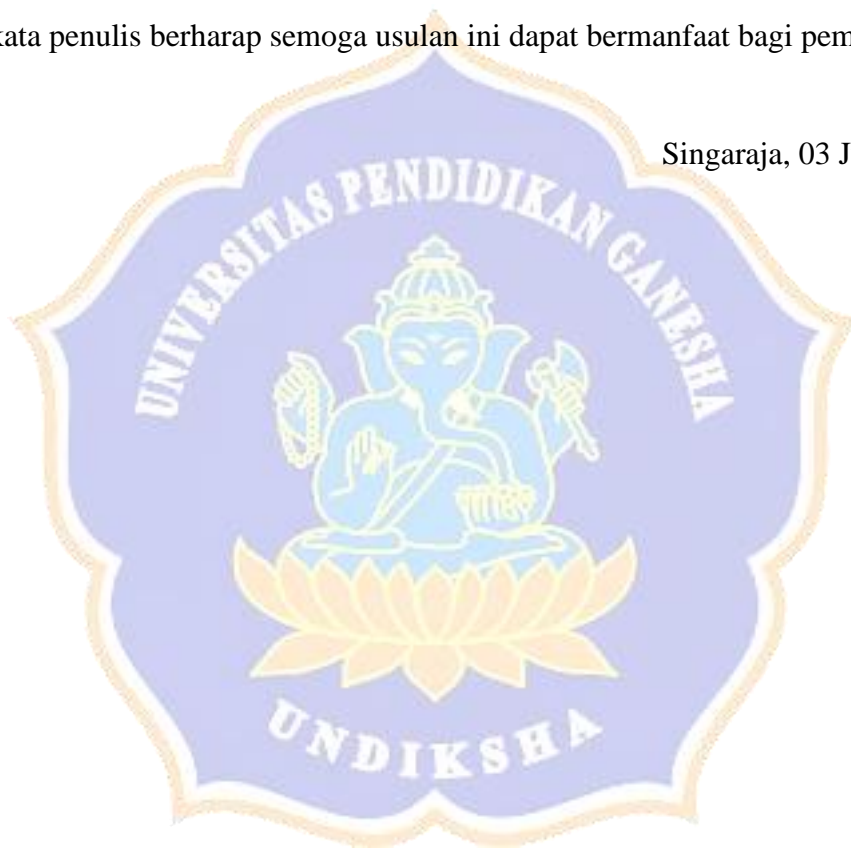 kata penulis berharap semoga usulan ini dapat bermanfaat bagi pem
Singaraja, 03 J
UNIVERSITAS PENDIDIKAN GANESHA
UNDIKSHA